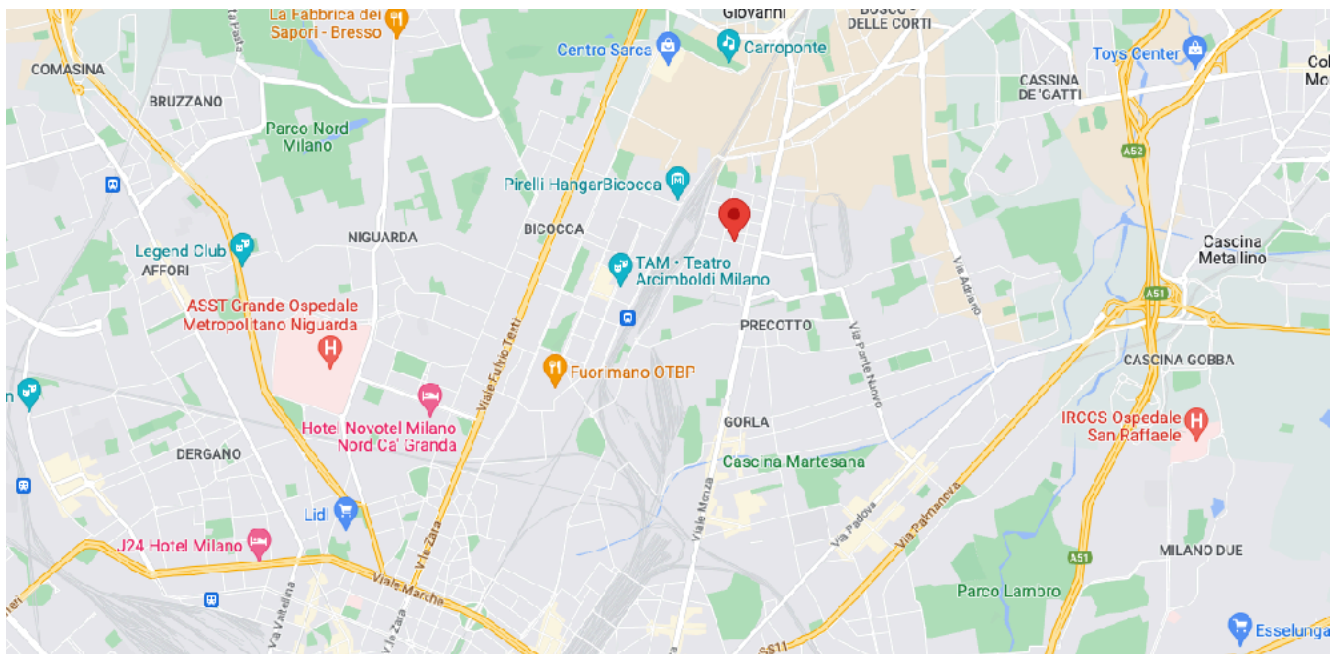 La Fabbrica dei
Sapori - Bresso
Giovanni
DELLE CORTI
Centro Sarca
Carroponte
Toys Center
COMASINA
CASSINA
DE 'GATTI
BRUZZANO
Parco Nord
Milano
A52
Pirelli HangarBicocca
NIGUARDA
BICOCCA
Legend Club
AFFORI
TAM - Teatro
Arcimboldi Milano
Cascina
Metallino
Via Adriano
A51
ASST Grande Ospedale
Metropolitano Niguarda
PRECOTTO
Via Ponte Nuovo
CASCINA GOBBA
Viale Fulvio Testi
Fuorimano OTBP
Hotel Novotel Milano
Nord Ca' Granda
GORLA
IRCCS Ospedale
San Raffaele
DERGANO
Cascina Martesana
Viale Monza
Via Padova
Via Palmanova
Lidl
J24 Hotel Milano
V.le Zara
Viale Marche
A51
MILANO DUE
Parco Lambro
Via Valtellina
V.le Zara
SS11
Esselunga